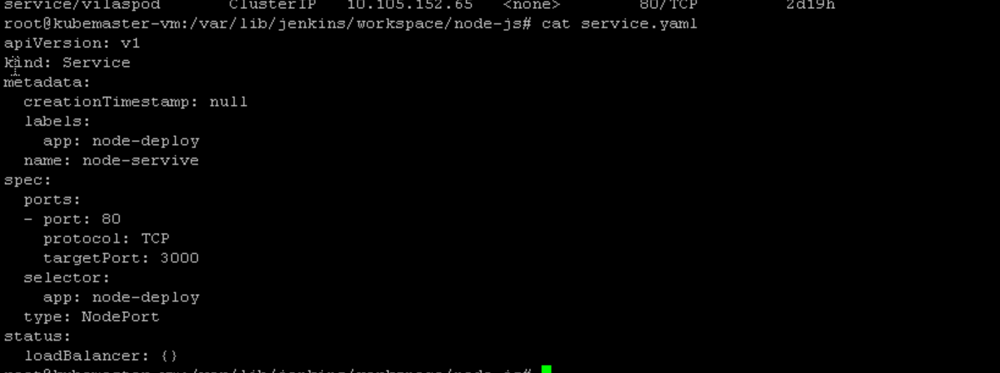 service/vilaspod ClusterIP 10.105.152.65 <none> 80/TCP 2d19h
root@kubemaster-vm:/var/lib/jenkins/workspace/node-js# cat service.yaml
apiVersion: v1
kind: Service
metadata:
  creationTimestamp: null
  labels:
    app: node-deploy
  name: node-servive
spec:
  ports:
  - port: 80
    protocol: TCP
    targetPort: 3000
  selector:
    app: node-deploy
  type: NodePort
status:
  loadBalancer: {}
root@kubemaster-vm:/var/lib/jenkins/workspace/node-js#